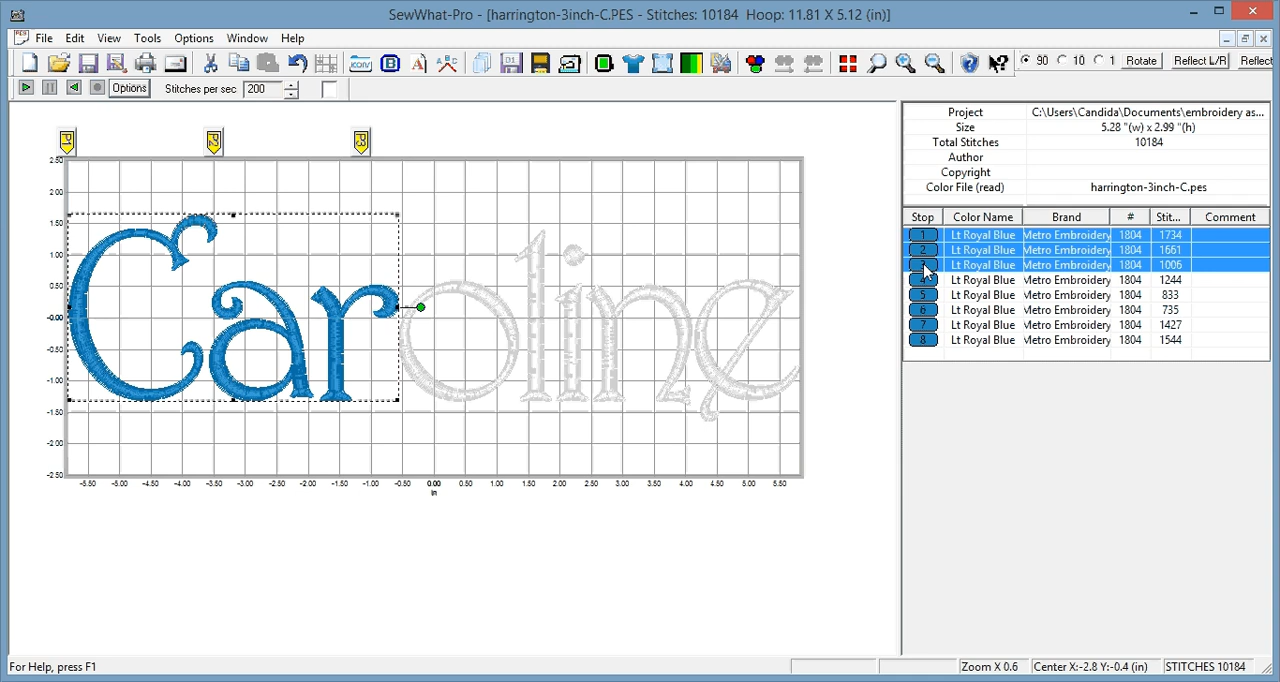 SewWhat-Pro - [harrington-3inch-C.PES - Stitches: 10184 Hoop: 11.81 X 5.12 (in)]
File Edit View Tools Options Window Help
90 10 1 Rotate Reflect L/R Reflect
Options Stitches per sec 200
P1 P2 P3
Project C:\Users\Candida\Documents\embroidery as...
Size 5.28 "(w) x 2.99 "(h)
Total Stitches 10184
Author
Copyright
Color File (read) harrington-3inch-C.pes
Stop Color Name Brand # Stit... Comment
1 Lt Royal Blue Metro Embroidery 1804 1734
2 Lt Royal Blue Metro Embroidery 1804 1661
Lt Royal Blue Metro Embroidery 1804 1006
Lt Royal Blue Metro Embroidery 1804 1244
5 Lt Royal Blue Metro Embroidery 1804 833
6 Lt Royal Blue Metro Embroidery 1804 735
7 Lt Royal Blue Metro Embroidery 1804 1427
8 Lt Royal Blue Metro Embroidery 1804 1544
2.50
2.00
1.50
1.00
0.50
-0.00
-0.50
-1.00
-1.50
-2.00
-2.50
Caroline
-5.50 -5.00 -4.50 -4.00 -3.50 -3.00 -2.50 -2.00 -1.50 -1.00 -0.50 0.00 0.50 1.00 1.50 2.00 2.50 3.00 3.50 4.00 4.50 5.00 5.50
in
For Help, press F1 Zoom X 0.6 Center X:-2.8 Y:-0.4 (in) STITCHES 10184